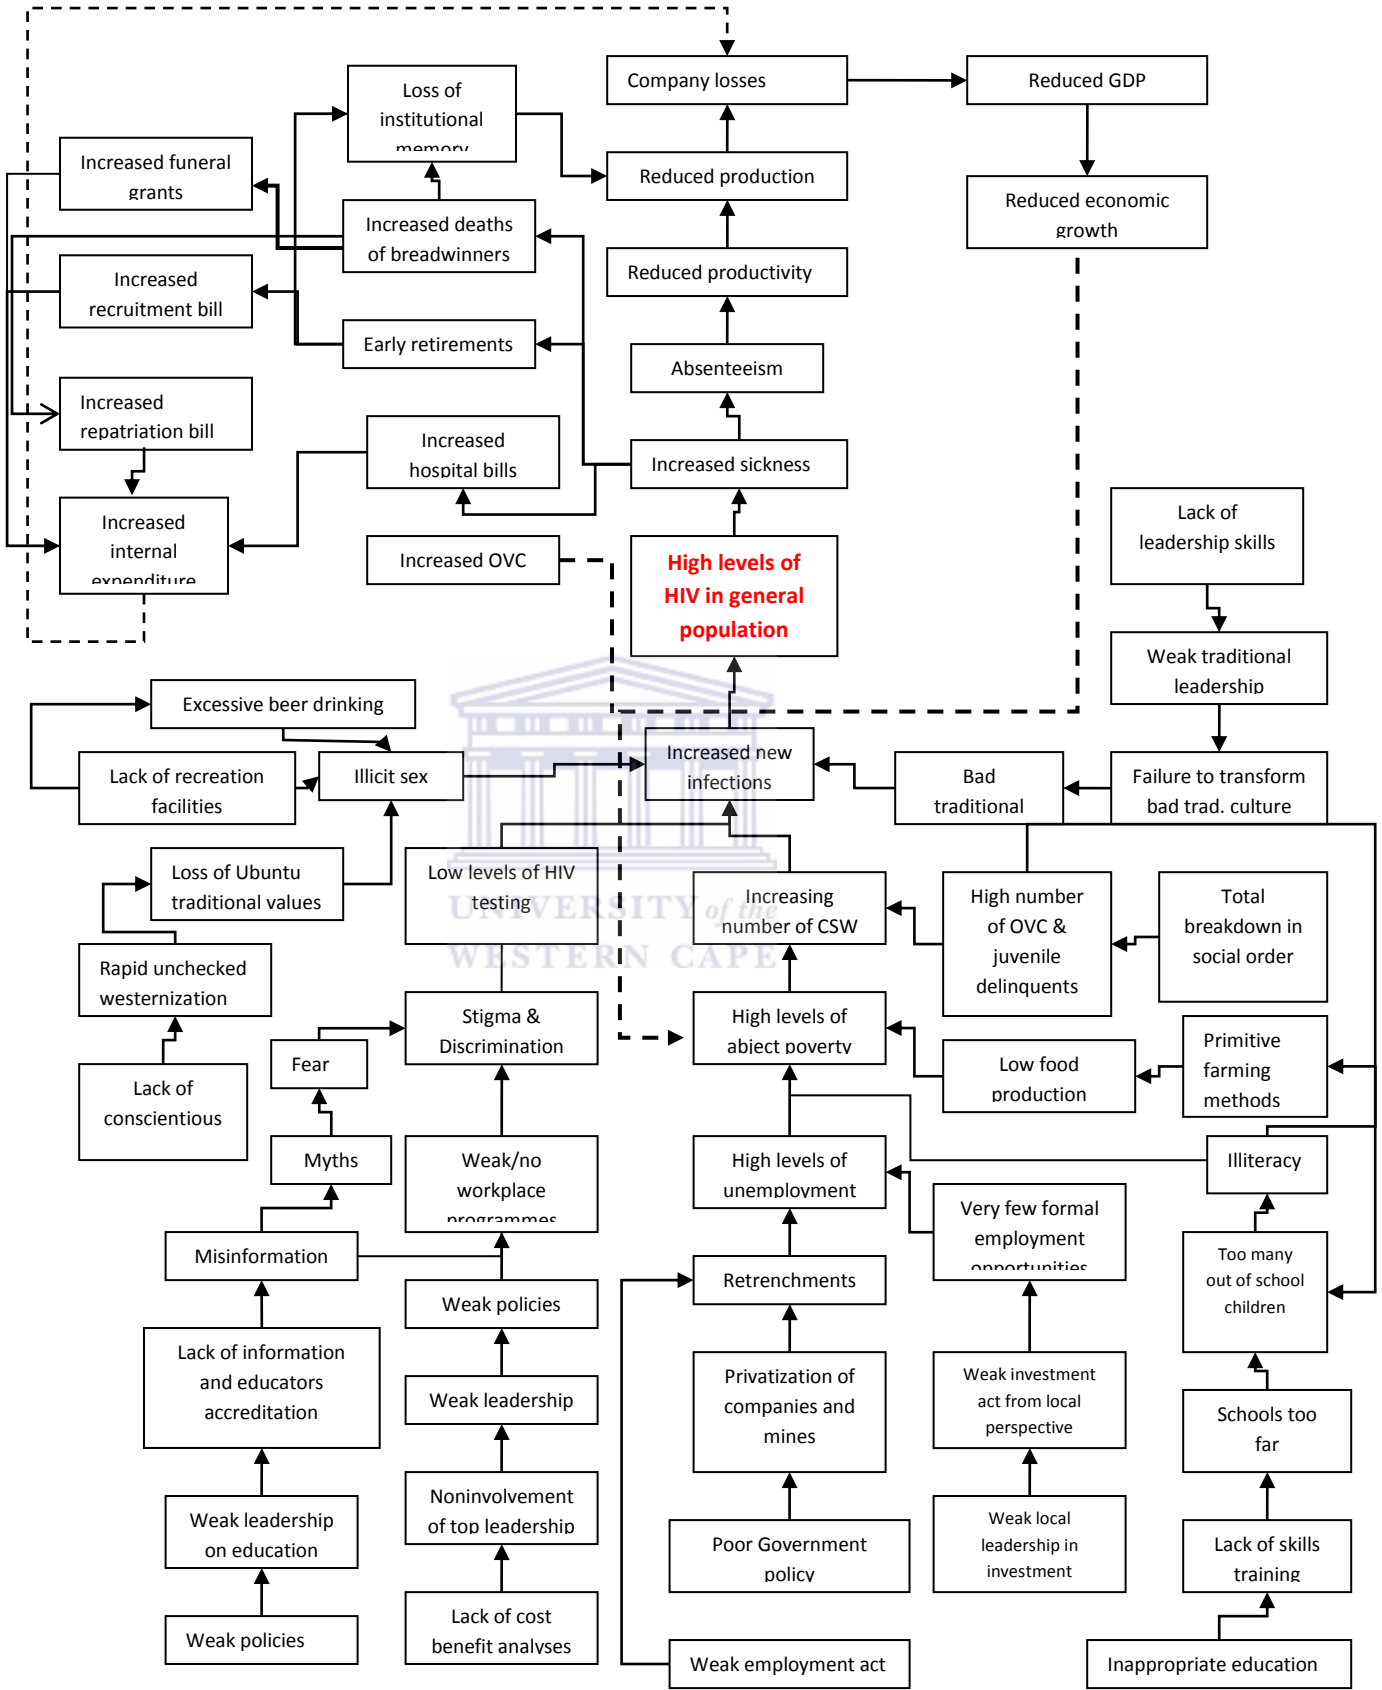 Company losses
Reduced GDP
Loss of
institutional
memory
Increased funeral
grants
Reduced production
Reduced economic
growth
Increased deaths
of breadwinners
Reduced productivity
Increased
recruitment bill
Early retirements
Absenteeism
Increased
repatriation bill
Increased
hospital bills
Increased sickness
Increased
internal
expenditure
Lack of
leadership skills
Increased OVC
High levels of
HIV in general
population
Weak traditional
leadership
Excessive beer drinking
Lack of recreation
facilities
Illicit sex
Increased new
infections
Bad
traditional
Failure to transform
bad trad. culture
Loss of Ubuntu
traditional values
Low levels of HIV
testing
Increasing
number of CSW
High number
of OVC &
juvenile
delinquents
Total
breakdown in
social order
UNIVERSITY of the
WESTERN CAPE
Rapid unchecked
westernization
Stigma &
Discrimination
High levels of
abject poverty
Fear
Low food
production
Primitive
farming
methods
Lack of
conscientious
Myths
Weak/no
workplace
programmes
High levels of
unemployment
Illiteracy
Very few formal
employment
opportunities
Misinformation
Retrenchments
Too many
out of school
children
Weak policies
Lack of information
and educators
accreditation
Weak leadership
Privatization of
companies and
mines
Weak investment
act from local
perspective
Schools too
far
Weak leadership
on education
Noninvolvement
of top leadership
Poor Government
policy
Weak local
leadership in
investment
Lack of skills
training
Weak policies
Lack of cost
benefit analyses
Weak employment act
Inappropriate education